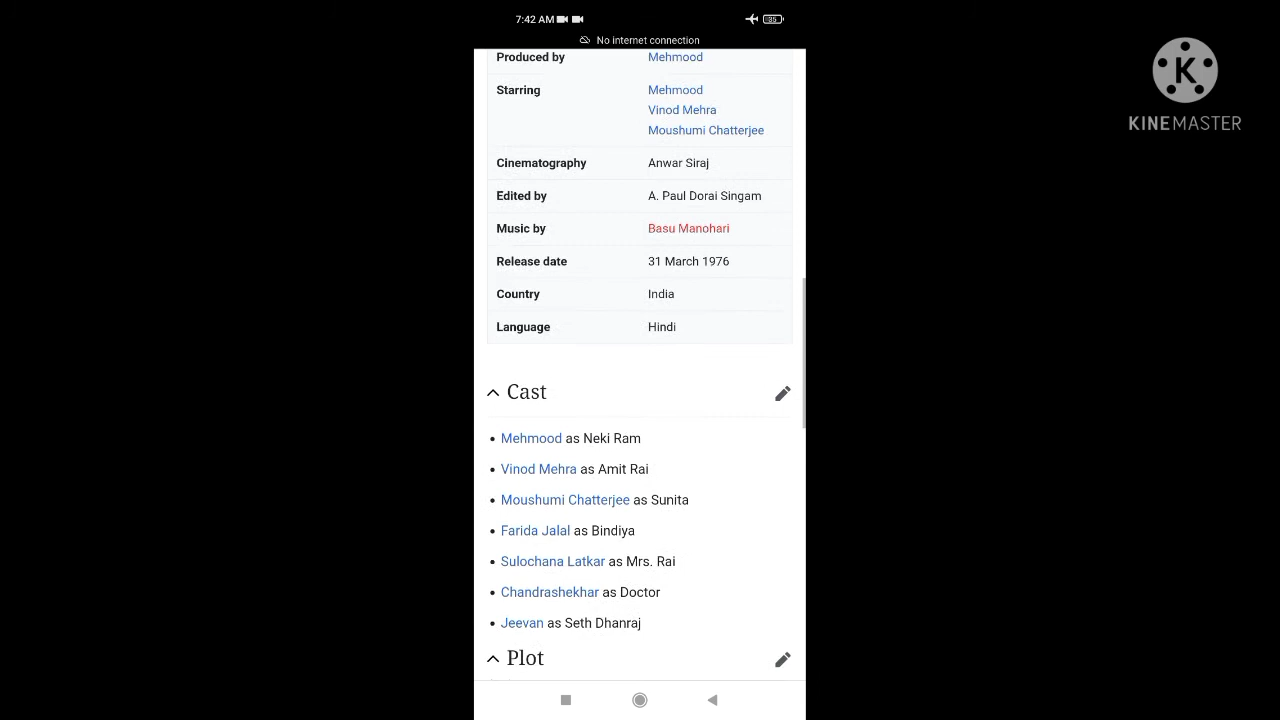 7:42 AM
35
No internet connection
K
KINEMASTER
Produced by Mehmood
Starring Mehmood
Vinod Mehra
Moushumi Chatterjee
Cinematography Anwar Siraj
Edited by A. Paul Dorai Singam
Music by Basu Manohari
Release date 31 March 1976
Country India
Language Hindi
Cast
• Mehmood as Neki Ram
• Vinod Mehra as Amit Rai
• Moushumi Chatterjee as Sunita
• Farida Jalal as Bindiya
• Sulochana Latkar as Mrs. Rai
• Chandrashekhar as Doctor
• Jeevan as Seth Dhanraj
Plot